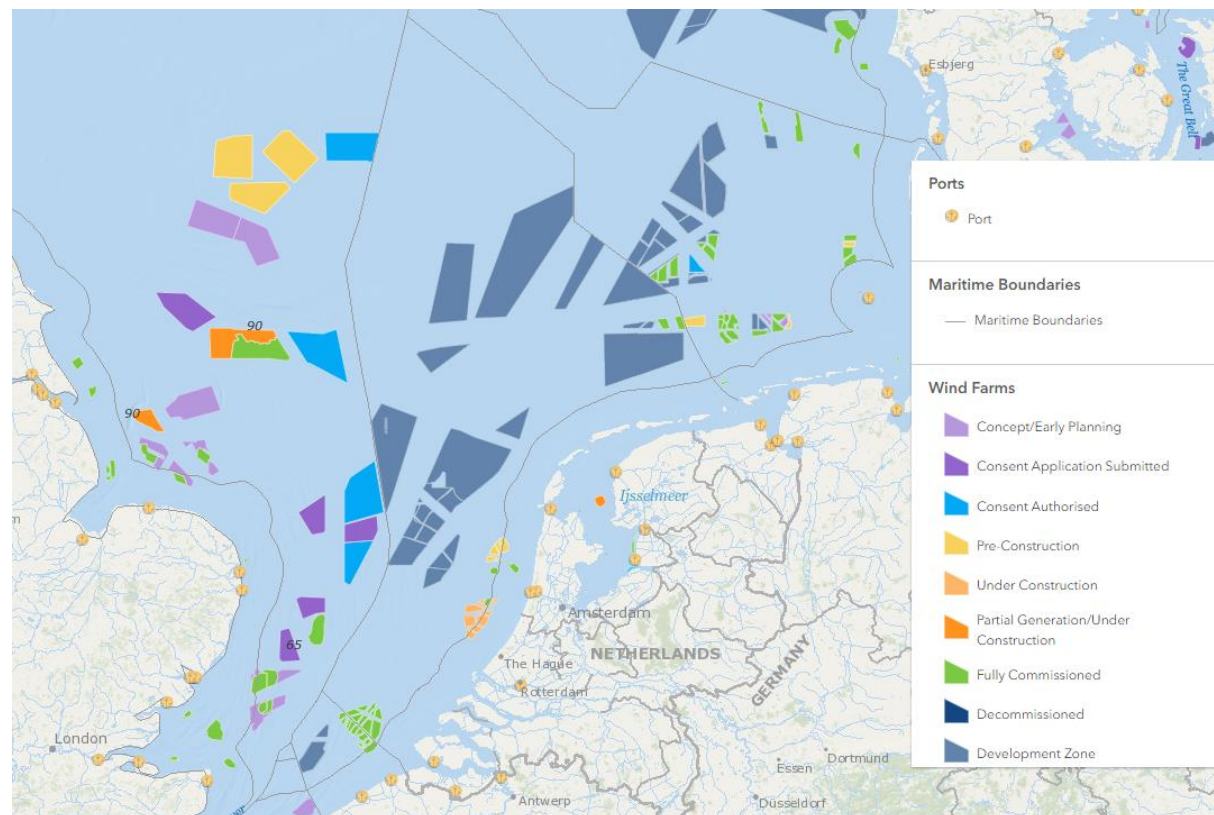 Esbjerg
The Great Belt
90
90
65
Ijsselmeer
Amsterdam
NETHERLANDS
GERMANY
The Hague
Rotterdam
London
Antwerp
Essen
Dortmund
Düsseldorf
Ports
Port
Maritime Boundaries
Maritime Boundaries
Wind Farms
Concept/Early Planning
Consent Application Submitted
Consent Authorised
Pre-Construction
Under Construction
Partial Generation/Under
Construction
Fully Commissioned
Decommissioned
Development Zone